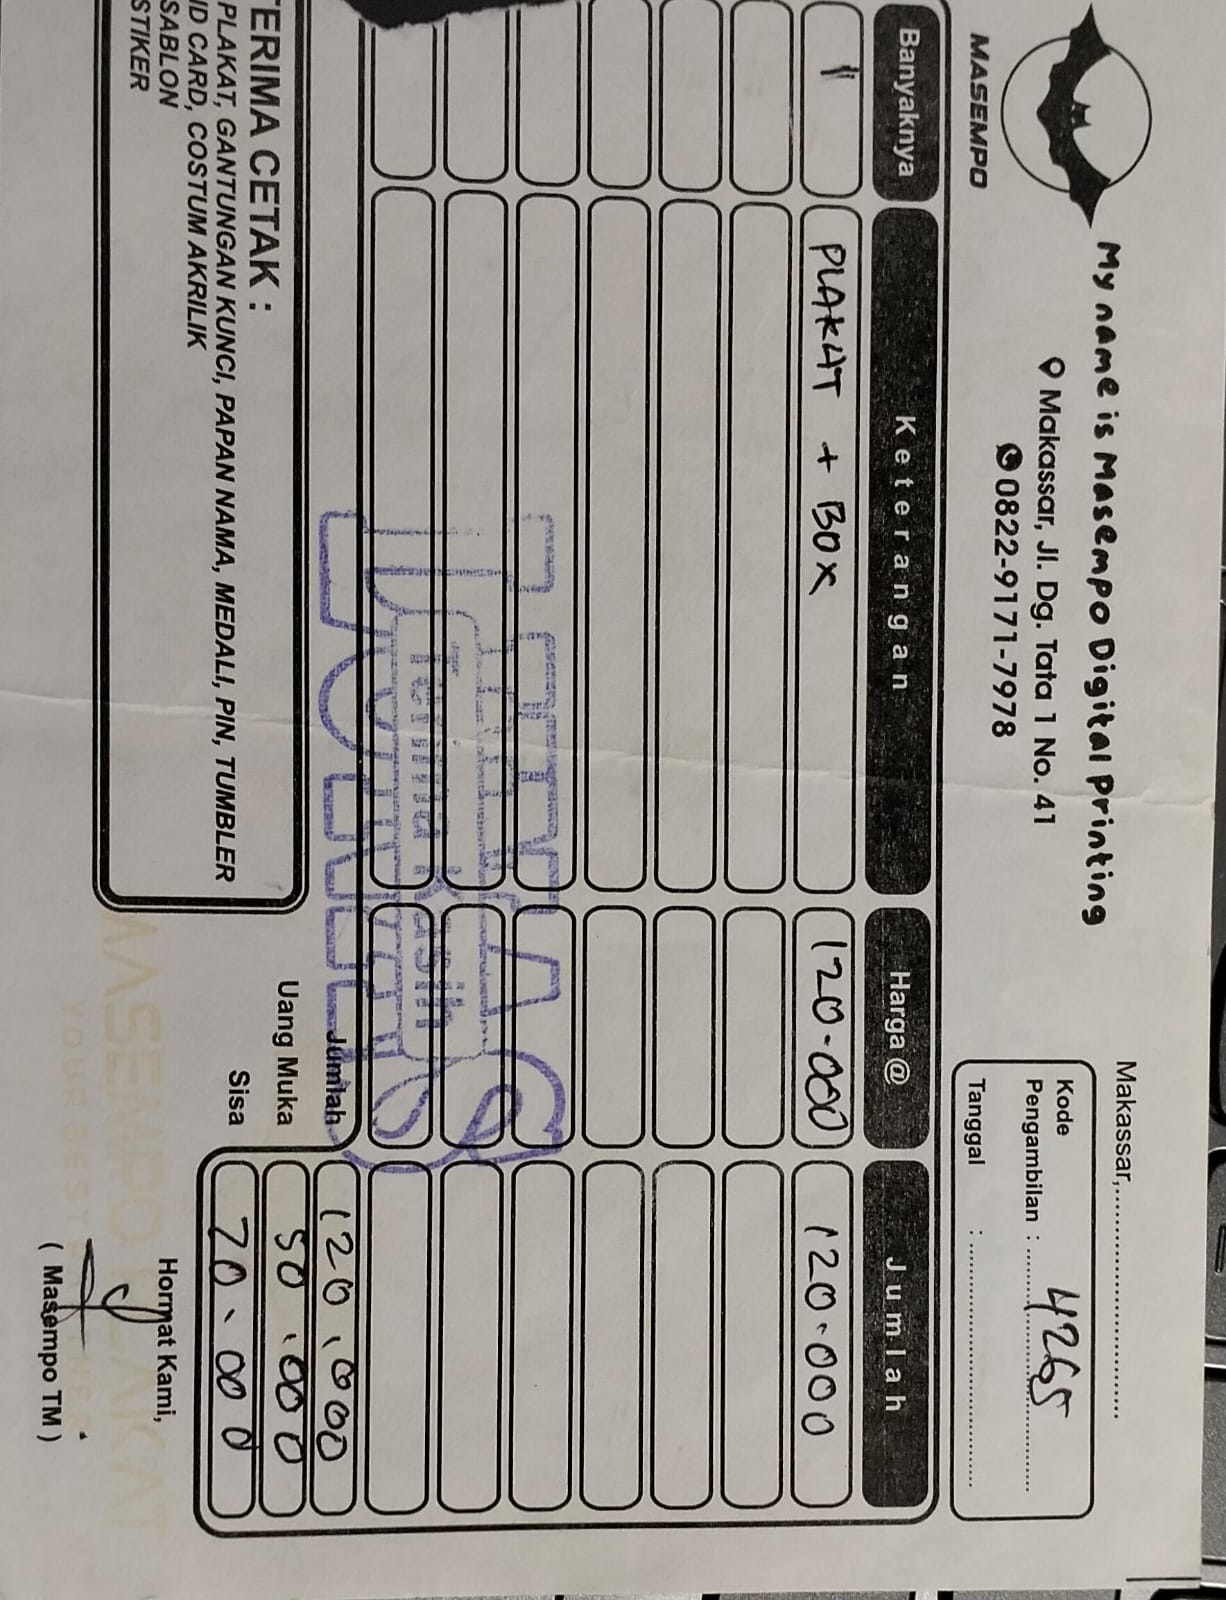 My name is Masempo Digital Printing
Makassar, Jl. Dg. Tata 1 No. 41
0822-9171-7978
MASEMPO
Makassar,..............................
Kode
Pengambilan : 4265
Tanggal :
Banyaknya Keterangan Harga @ Jumlah
1 PLAKAT + BOX 120.000 120.000
LUNAS
Terima Kasih
Jumlah 120.000
Uang Muka 50.000
Sisa 70.000
TERIMA CETAK :
PLAKAT, GANTUNGAN KUNCI, PAPAN NAMA, MEDALI, PIN, TUMBLER
ID CARD, COSTUM AKRILIK
SABLON
STIKER
Hormat Kami,
MASEMPO PLAKAT
YOUR BEST PARTNER
( Masempo TM )